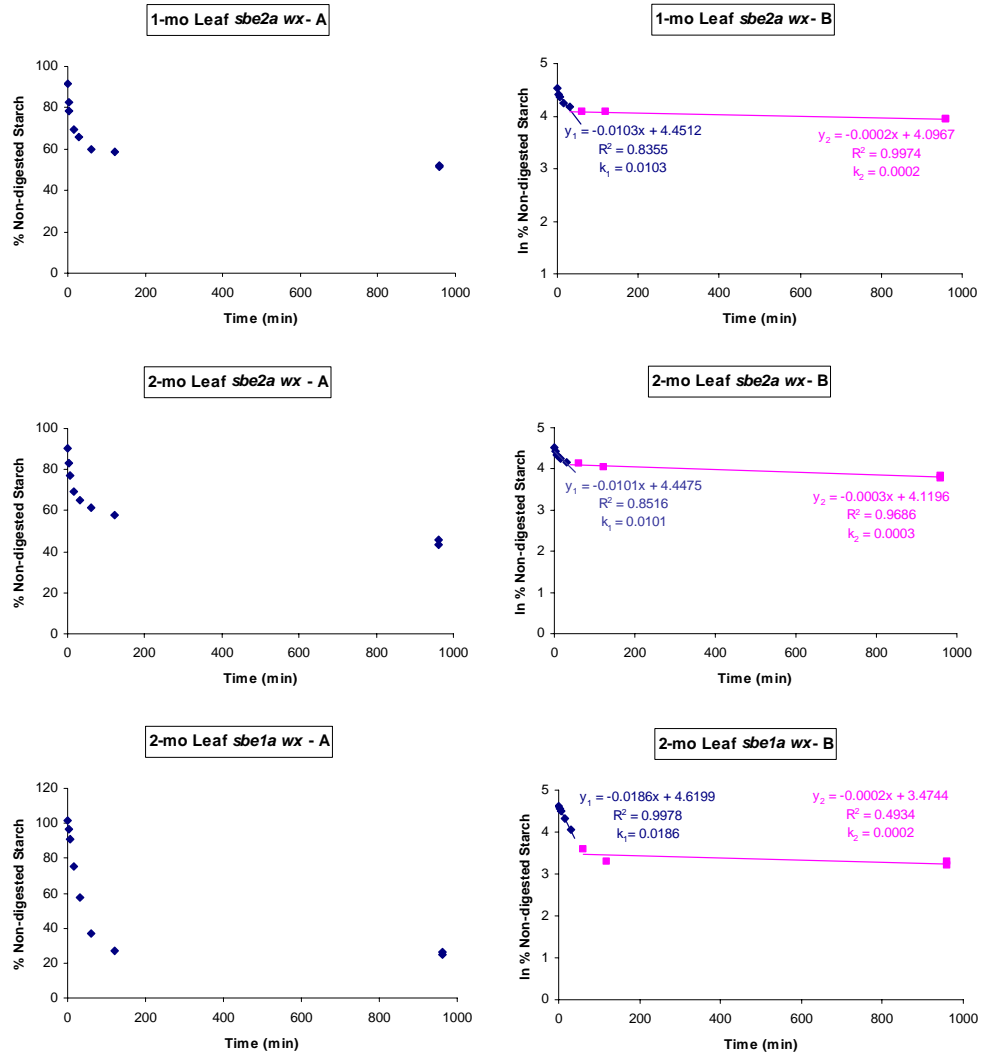 1-mo Leaf sbe2a wx- A
% Non-digested Starch
100
80
60
40
20
0
0 200 400 600 800 1000
Time (min)
1-mo Leaf sbe2a wx- B
ln % Non-digested Starch
5
4
3
2
1
y1 = -0.0103x + 4.4512
R² = 0.8355
k1 = 0.0103
y2 = -0.0002x + 4.0967
R² = 0.9974
k2 = 0.0002
0 200 400 600 800 1000
Time (min)
2-mo Leaf sbe2a wx - A
% Non-digested Starch
100
80
60
40
20
0
0 200 400 600 800 1000
Time (min)
2-mo Leaf sbe2a wx- B
ln % Non-digested Starch
5
4
3
2
1
0
y1 = -0.0101x + 4.4475
R² = 0.8516
k1 = 0.0101
y2 = -0.0003x + 4.1196
R² = 0.9686
k2 = 0.0003
0 200 400 600 800 1000
Time (min)
2-mo Leaf sbe1a wx - A
% Non-digested Starch
120
100
80
60
40
20
0
0 200 400 600 800 1000
Time (min)
2-mo Leaf sbe1a wx- B
ln % Non-digested Starch
5
4
3
2
1
0
y1 = -0.0186x + 4.6199
R² = 0.9978
k1= 0.0186
y2 = -0.0002x + 3.4744
R² = 0.4934
k2 = 0.0002
0 200 400 600 800 1000
Time (min)